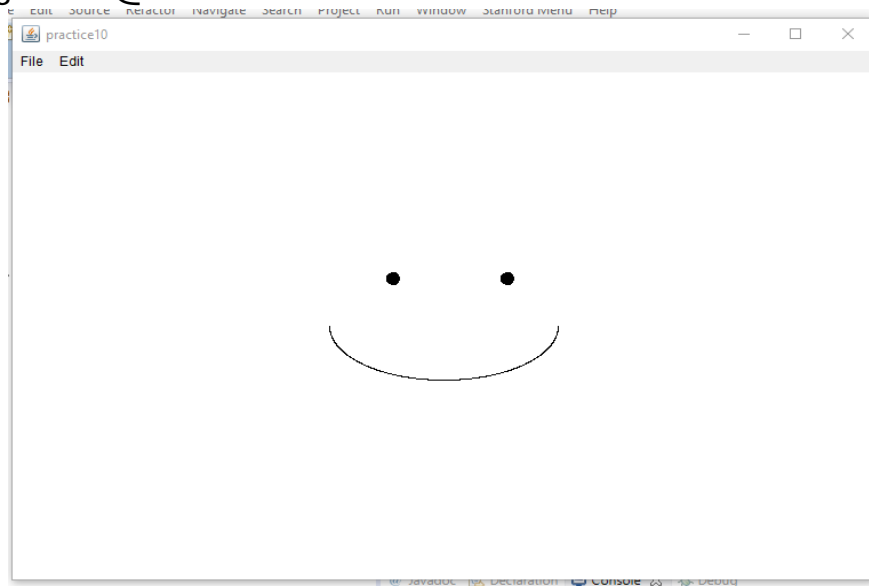 e Edit Source Refactor Navigate Search Project Run Window Stanford Menu Help
practice10
File Edit
@ Javadoc Declaration Console Debug